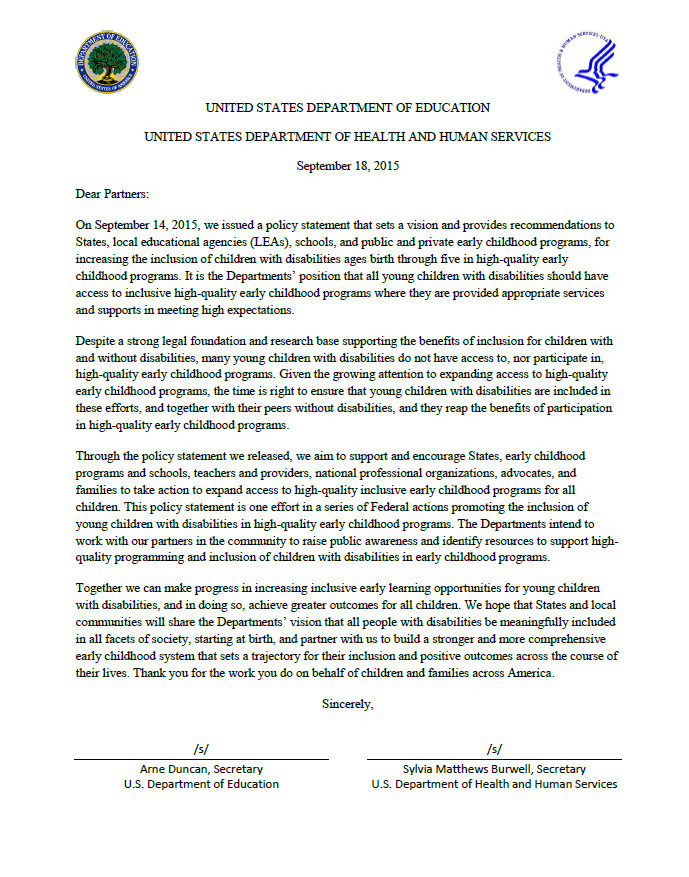 DEPARTMENT OF EDUCATION
UNITED STATES OF AMERICA
DEPARTMENT OF HEALTH & HUMAN SERVICES·USA
UNITED STATES DEPARTMENT OF EDUCATION
UNITED STATES DEPARTMENT OF HEALTH AND HUMAN SERVICES
September 18, 2015
Dear Partners:
On September 14, 2015, we issued a policy statement that sets a vision and provides recommendations to
States, local educational agencies (LEAs), schools, and public and private early childhood programs, for
increasing the inclusion of children with disabilities ages birth through five in high-quality early
childhood programs. It is the Departments’ position that all young children with disabilities should have
access to inclusive high-quality early childhood programs where they are provided appropriate services
and supports in meeting high expectations.
Despite a strong legal foundation and research base supporting the benefits of inclusion for children with
and without disabilities, many young children with disabilities do not have access to, nor participate in,
high-quality early childhood programs. Given the growing attention to expanding access to high-quality
early childhood programs, the time is right to ensure that young children with disabilities are included in
these efforts, and together with their peers without disabilities, and they reap the benefits of participation
in high-quality early childhood programs.
Through the policy statement we released, we aim to support and encourage States, early childhood
programs and schools, teachers and providers, national professional organizations, advocates, and
families to take action to expand access to high-quality inclusive early childhood programs for all
children. This policy statement is one effort in a series of Federal actions promoting the inclusion of
young children with disabilities in high-quality early childhood programs. The Departments intend to
work with our partners in the community to raise public awareness and identify resources to support high-
quality programming and inclusion of children with disabilities in early childhood programs.
Together we can make progress in increasing inclusive early learning opportunities for young children
with disabilities, and in doing so, achieve greater outcomes for all children. We hope that States and local
communities will share the Departments’ vision that all people with disabilities be meaningfully included
in all facets of society, starting at birth, and partner with us to build a stronger and more comprehensive
early childhood system that sets a trajectory for their inclusion and positive outcomes across the course of
their lives. Thank you for the work you do on behalf of children and families across America.
Sincerely,
/s/ /s/
Arne Duncan, Secretary Sylvia Matthews Burwell, Secretary
U.S. Department of Education U.S. Department of Health and Human Services